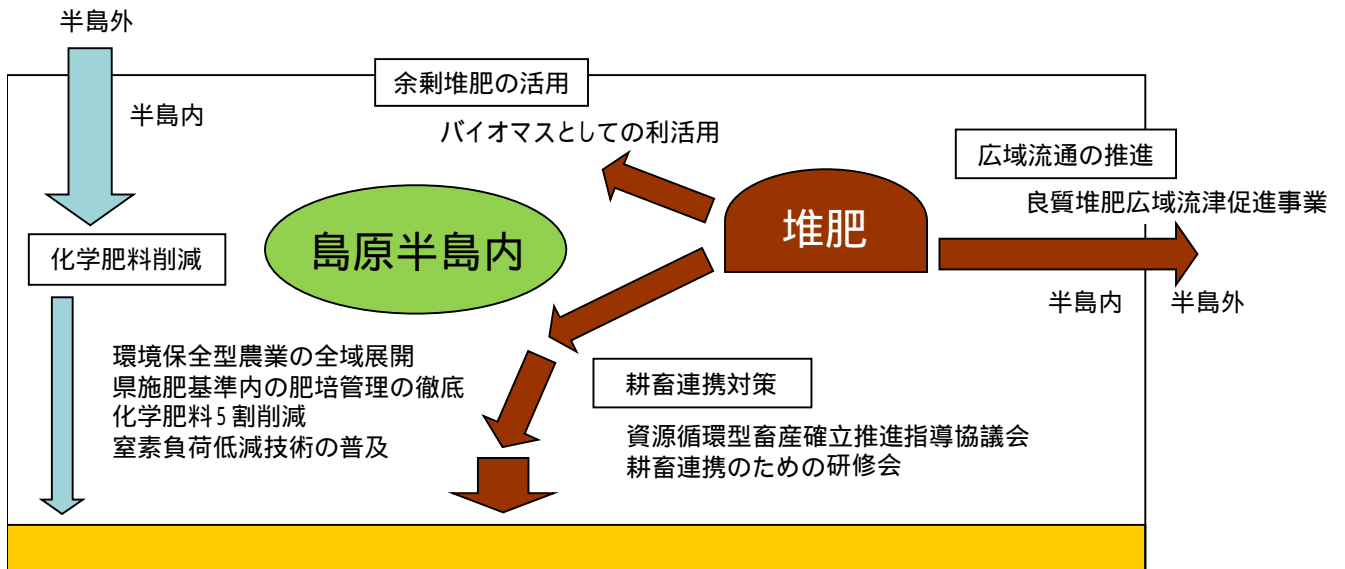 半島外
半島内
余剰堆肥の活用
バイオマスとしての利活用
広域流通の推進
良質堆肥広域流津促進事業
堆肥
島原半島内
化学肥料削減
半島内
半島外
環境保全型農業の全域展開
県施肥基準内の肥培管理の徹底
化学肥料5割削減
窒素負荷低減技術の普及
耕畜連携対策
資源循環型畜産確立推進指導協議会
耕畜連携のための研修会